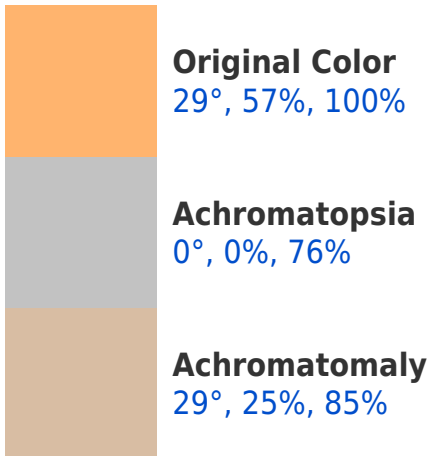 Original Color
29°, 57%, 100%
Achromatopsia
0°, 0%, 76%
Achromatomaly
29°, 25%, 85%